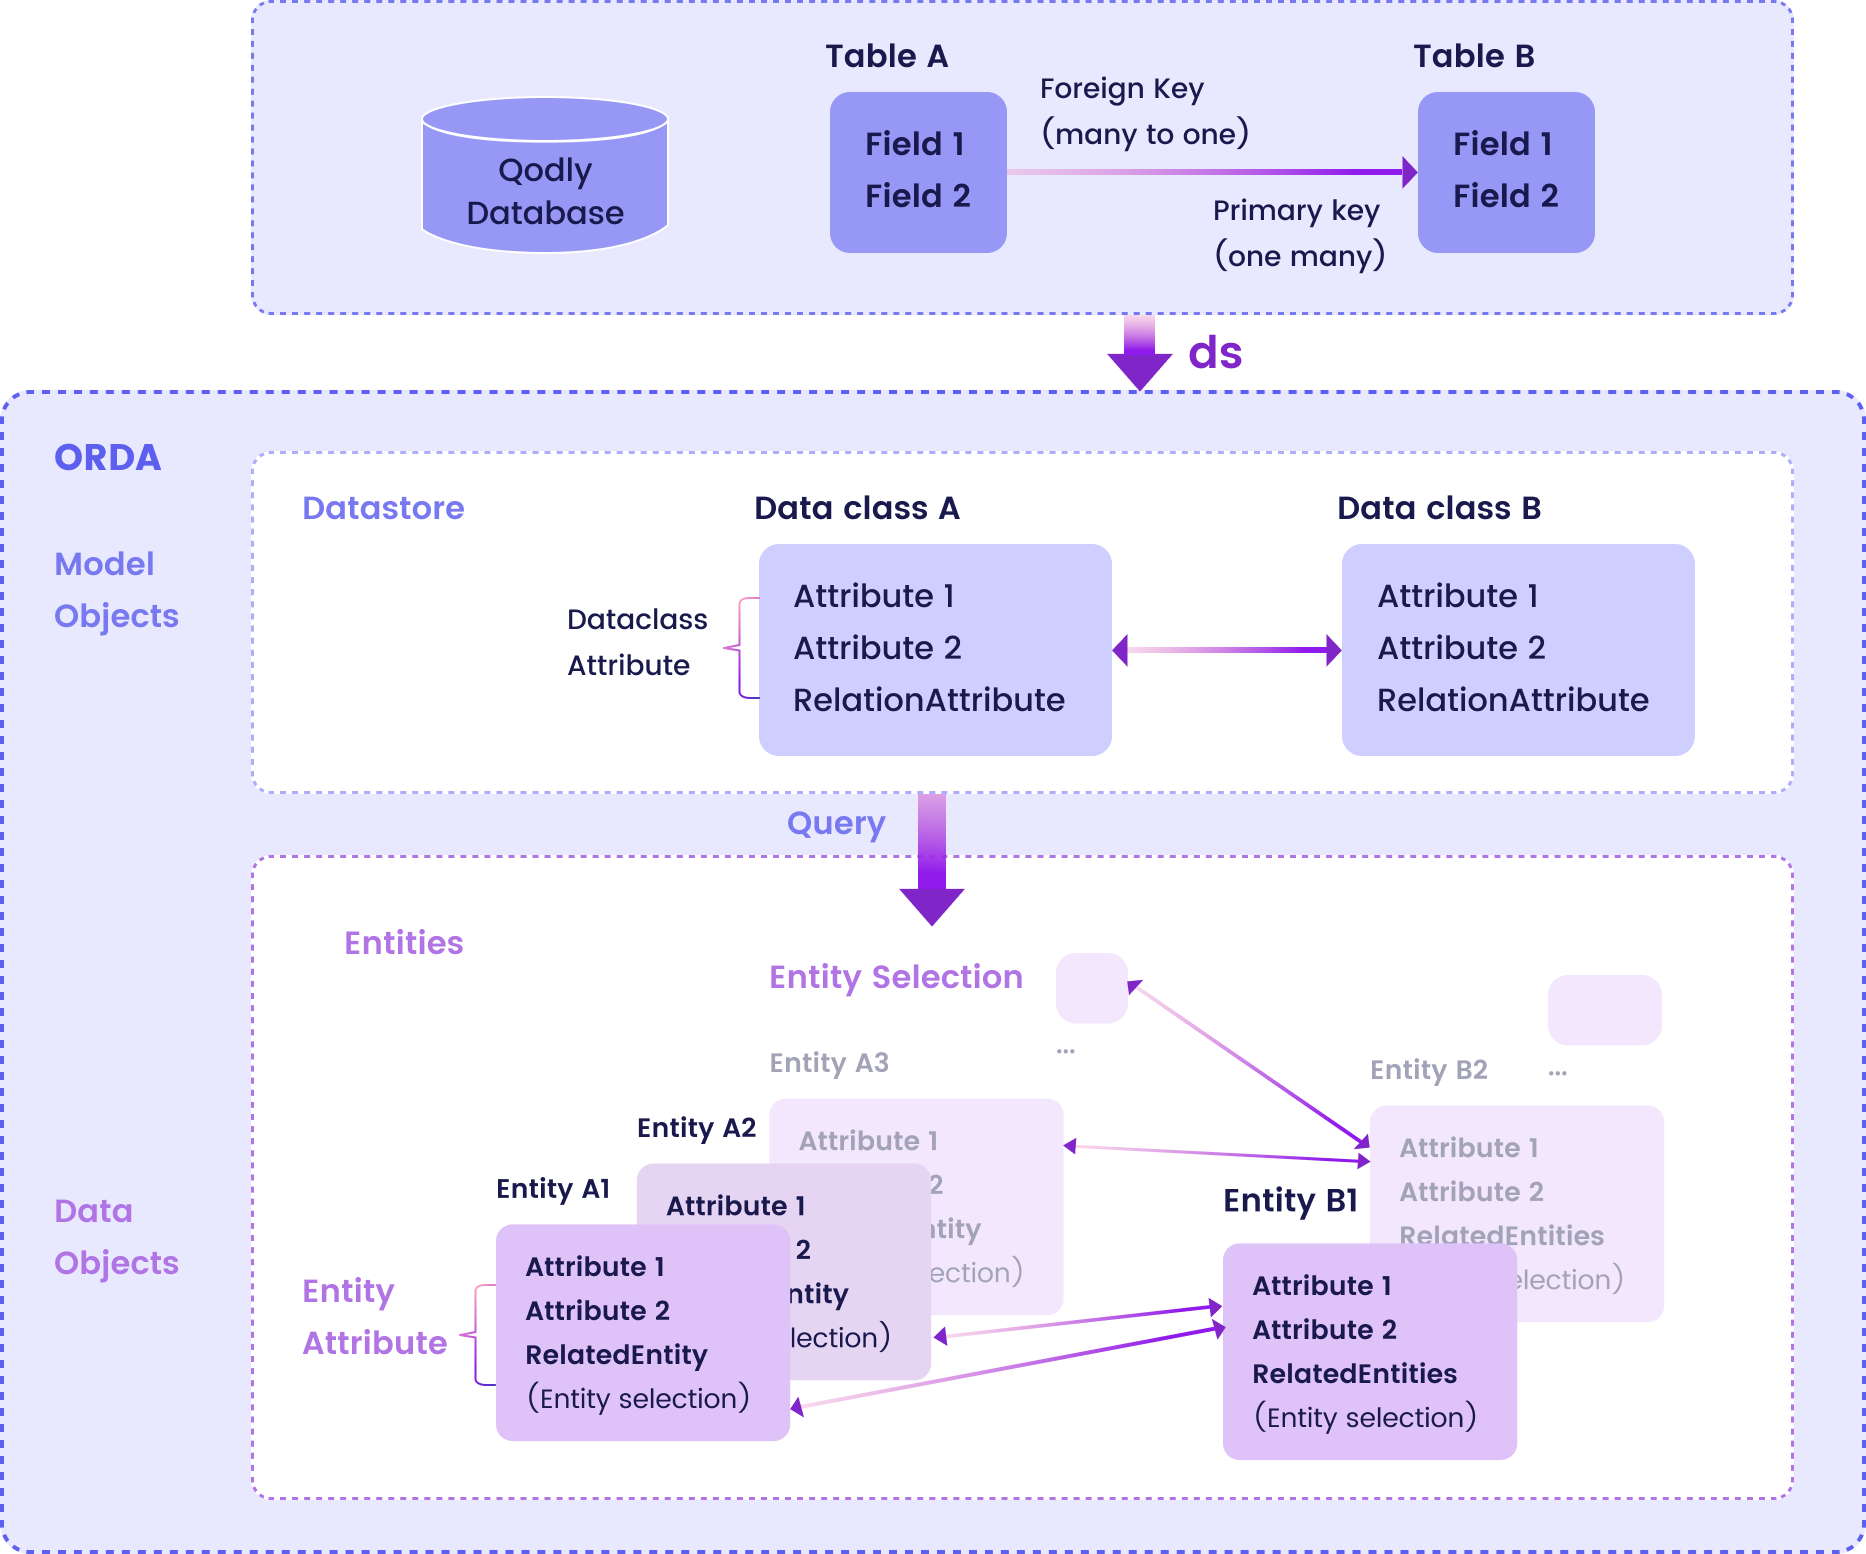 Table A
Table B
Foreign Key
(many to one)
Field 1
Field 2
Field 1
Field 2
Qodly
Database
Primary key
(one many)
ds
ORDA
Model
Objects
Datastore
Data class A
Data class B
Dataclass
Attribute
Attribute 1
Attribute 2
RelationAttribute
Attribute 1
Attribute 2
RelationAttribute
Query
Entities
Entity Selection
...
Entity A3
Attribute 1
2
ntity
ection)
Entity B2
...
Attribute 1
Attribute 2
RelatedEntities
election)
Entity A2
Attribute 1
2
ntity
lection)
Entity A1
Attribute 1
Attribute 2
RelatedEntity
(Entity selection)
Entity B1
Attribute 1
Attribute 2
RelatedEntities
(Entity selection)
Data
Objects
Entity
Attribute